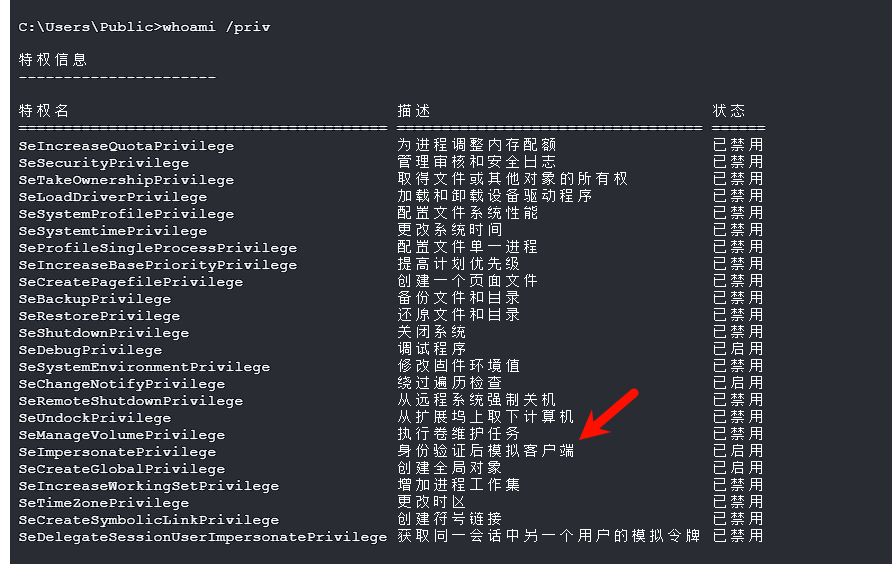 C:\Users\Public>whoami /priv
特权信息
----------------------
特权名 描述 状态
========================================= ================================== ======
SeIncreaseQuotaPrivilege 为进程调整内存配额 已禁用
SeSecurityPrivilege 管理审核和安全日志 已禁用
SeTakeOwnershipPrivilege 取得文件或其他对象的所有权 已禁用
SeLoadDriverPrivilege 加载和卸载设备驱动程序 已禁用
SeSystemProfilePrivilege 配置文件系统性能 已禁用
SeSystemtimePrivilege 更改系统时间 已禁用
SeProfileSingleProcessPrivilege 配置文件单一进程 已禁用
SeIncreaseBasePriorityPrivilege 提高计划优先级 已禁用
SeCreatePagefilePrivilege 创建一个页面文件 已禁用
SeBackupPrivilege 备份文件和目录 已禁用
SeRestorePrivilege 还原文件和目录 已禁用
SeShutdownPrivilege 关闭系统 已禁用
SeDebugPrivilege 调试程序 已启用
SeSystemEnvironmentPrivilege 修改固件环境值 已禁用
SeChangeNotifyPrivilege 绕过遍历检查 已启用
SeRemoteShutdownPrivilege 从远程系统强制关机 已禁用
SeUndockPrivilege 从扩展坞上取下计算机 已禁用
SeManageVolumePrivilege 执行卷维护任务 已禁用
SeImpersonatePrivilege 身份验证后模拟客户端 已启用
SeCreateGlobalPrivilege 创建全局对象 已启用
SeIncreaseWorkingSetPrivilege 增加进程工作集 已禁用
SeTimeZonePrivilege 更改时区 已禁用
SeCreateSymbolicLinkPrivilege 创建符号链接 已禁用
SeDelegateSessionUserImpersonatePrivilege 获取同一会话中另一个用户的模拟令牌 已禁用